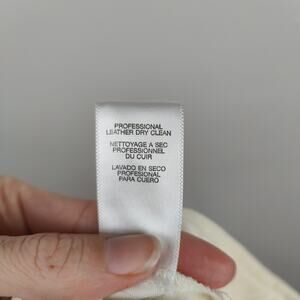 PROFESSIONAL
LEATHER DRY CLEAN
NETTOYAGE A SEC
PROFESSIONNEL
DU CUIR
LAVADO EN SECO
PROFESIONAL
PARA CUERO